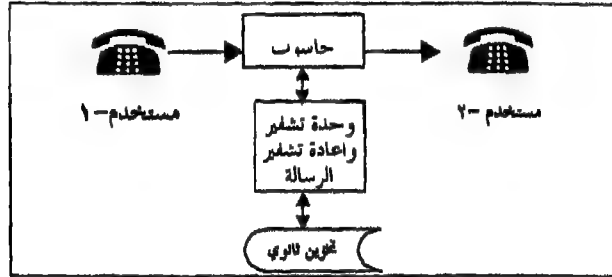 حاسوب
مستخدم-١
مستخدم-٢
وحدة تشفير
واعادة تشفير
الرسالة
تخزين ثانوي